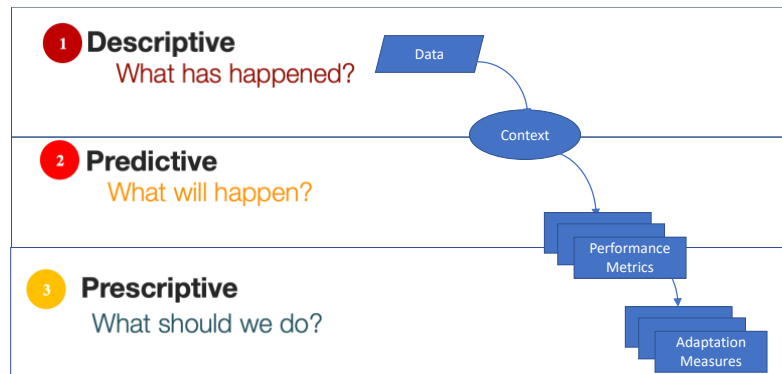 1
Descriptive
What has happened?
Data
Context
2
Predictive
What will happen?
Performance
Metrics
3
Prescriptive
What should we do?
Adaptation
Measures